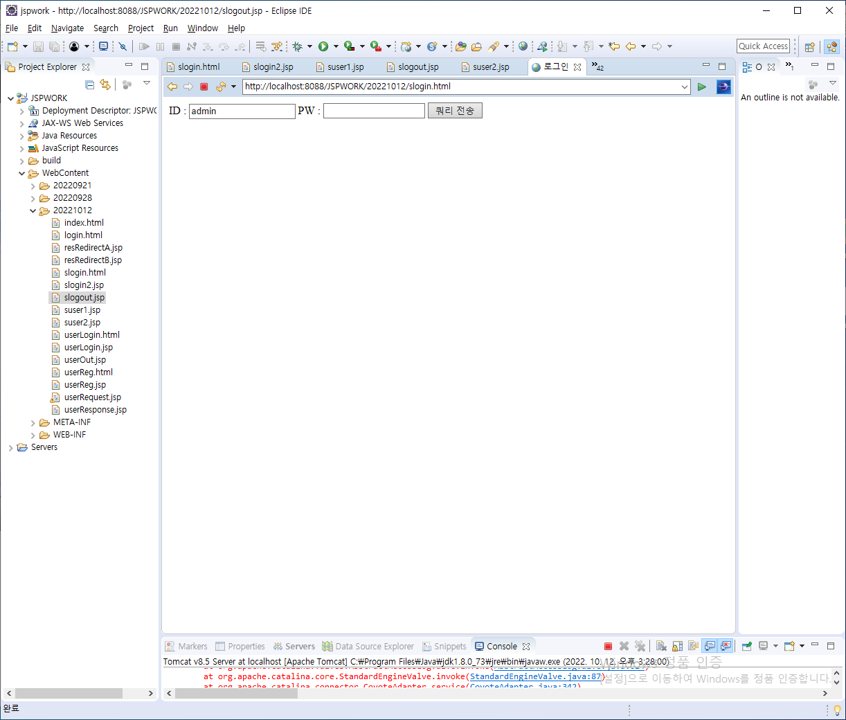 jspwork - http://localhost:8088/JSPWORK/20221012/slogout.jsp - Eclipse IDE
File Edit Navigate Search Project Run Window Help
Quick Access
Project Explorer
slogin.html slogin2.jsp suser1.jsp slogout.jsp suser2.jsp 로그인 »42
O »1
http://localhost:8088/JSPWORK/20221012/slogin.html
An outline is not available.
ID : admin PW : 쿼리 전송
JSPWORK
Deployment Descriptor: JSPWC
JAX-WS Web Services
Java Resources
JavaScript Resources
build
WebContent
20220921
20220928
20221012
index.html
login.html
resRedirectA.jsp
resRedirectB.jsp
slogin.html
slogin2.jsp
slogout.jsp
suser1.jsp
suser2.jsp
userLogin.html
userLogin.jsp
userOut.jsp
userReg.html
userReg.jsp
userRequest.jsp
userResponse.jsp
META-INF
WEB-INF
Servers
Markers Properties Servers Data Source Explorer Snippets Console
Tomcat v8.5 Server at localhost [Apache Tomcat] C:₩Program Files₩Java₩jdk1.8.0_73₩jre₩bin₩javaw.exe (2022. 10. 12. 오후 3:28:00)
정품 인증
at org.apache.catalina.core.StandardEngineValve.invoke(StandardEngineValve.java:87)
[설정]으로 이동하여 Windows를 정품 인증합니다.
at org.apache.catalina.connector.CoyoteAdapter.service(CoyoteAdapter.java:342)
완료